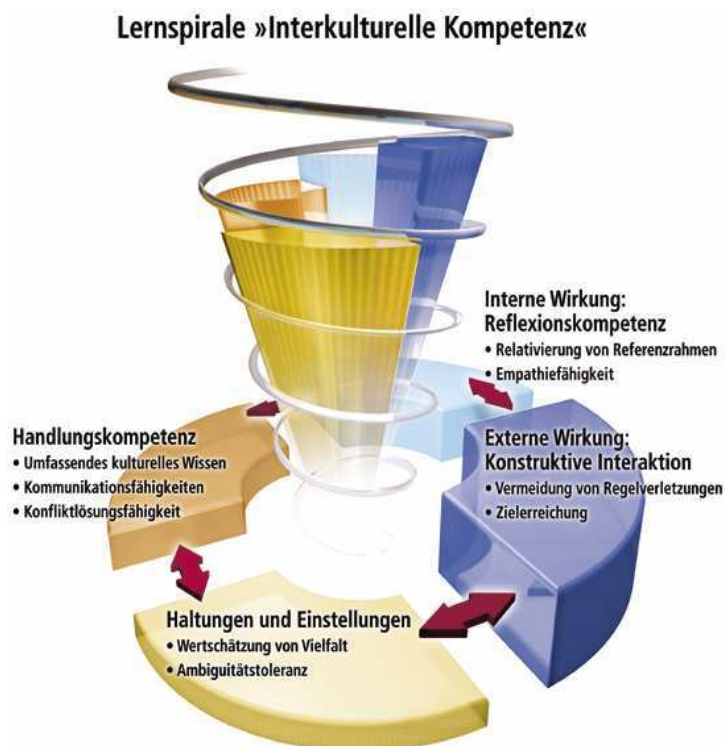 Lernspirale »Interkulturelle Kompetenz«
Interne Wirkung:
Reflexionskompetenz
• Relativierung von Referenzrahmen
• Empathiefähigkeit
Handlungskompetenz
• Umfassendes kulturelles Wissen
• Kommunikationsfähigkeiten
• Konfliktlösungsfähigkeit
Externe Wirkung:
Konstruktive Interaktion
• Vermeidung von Regelverletzungen
• Zielerreichung
Haltungen und Einstellungen
• Wertschätzung von Vielfalt
• Ambiguitätstoleranz